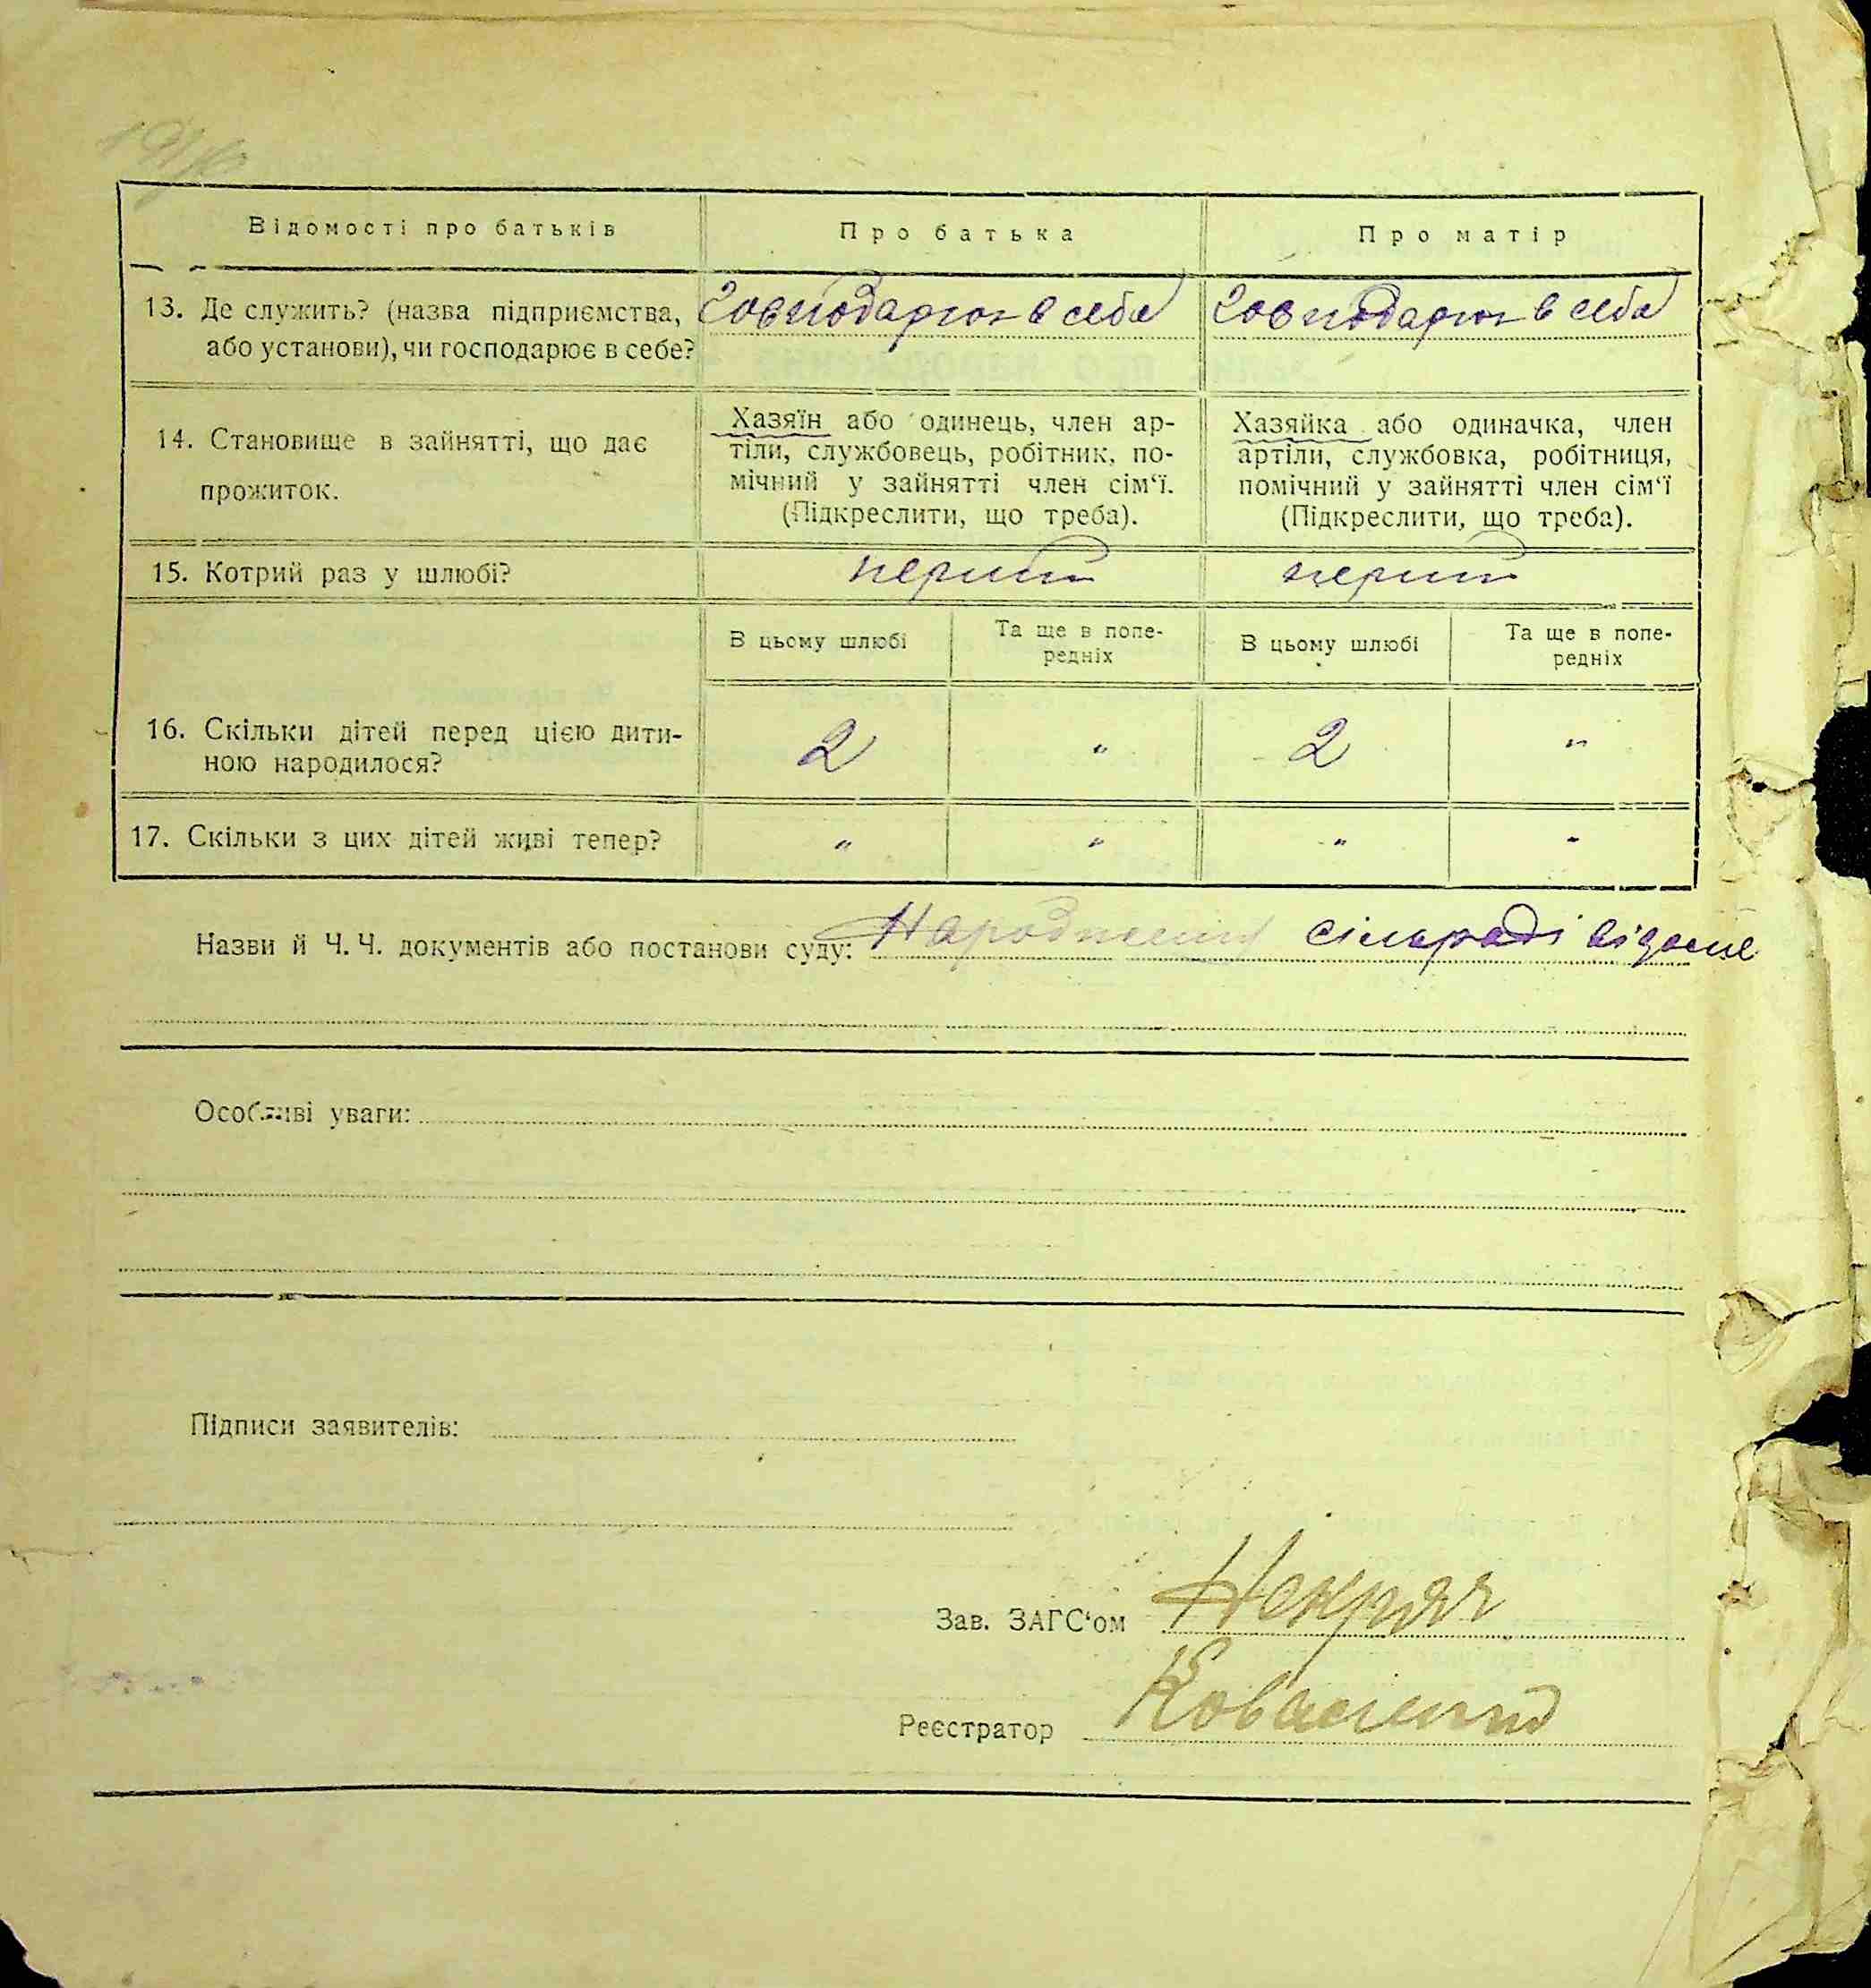 Відомості про батьків Про батька Про матір
13. Де служить? (назва підприємства, або установи), чи господарює в себе?
Господарює в себе Господарює в себе
14. Становище в зайнятті, що дає прожиток.
Хазяїн або одинець, член ар-
тіли, службовець, робітник, по-
мічний у зайнятті член сім‘ї.
(Підкреслити, що треба).
Хазяйка або одиначка, член
артіли, службовка, робітниця,
помічний у зайнятті член сім‘ї
(Підкреслити, що треба).
15. Котрий раз у шлюбі? перший перший
В цьому шлюбі Та ще в попе-
редніх В цьому шлюбі Та ще в попе-
редніх
16. Скільки дітей перед цією дити-
ною народилося? 2 " 2 "
17. Скільки з цих дітей живі тепер? " " " "
Назви й Ч. Ч. документів або постанови суду: сільраді відоме
Особливі уваги:
Підписи заявителів:
Зав. ЗАГС‘ом
Реєстратор